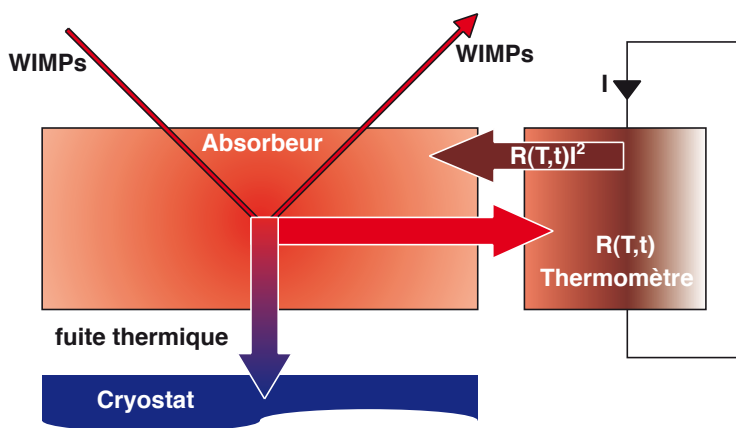 WIMPs
WIMPs
I
Absorbeur
R(T,t)I²
R(T,t)
Thermomètre
fuite thermique
Cryostat